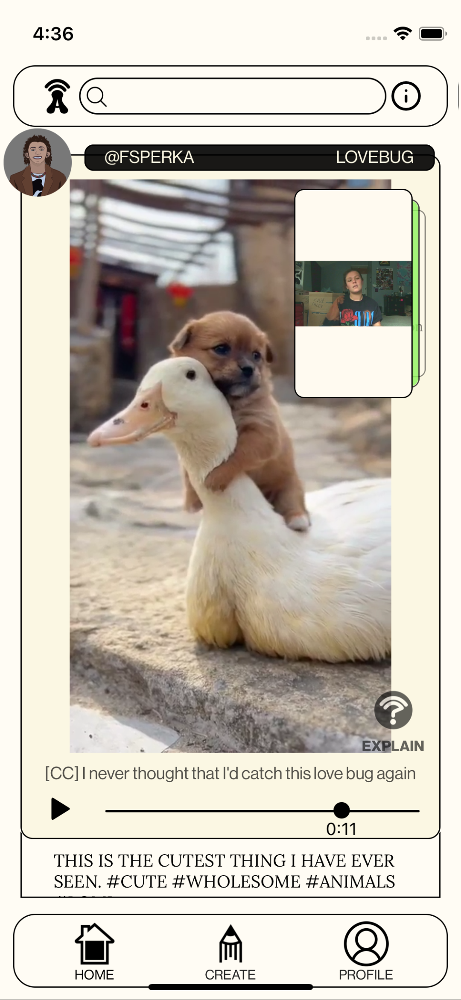 4:36
@FSPERKA LOVEBUG
on
EXPLAIN
[CC] I never thought that I'd catch this love bug again
0:11
THIS IS THE CUTEST THING I HAVE EVER
SEEN. #CUTE #WHOLESOME #ANIMALS
HOME CREATE PROFILE